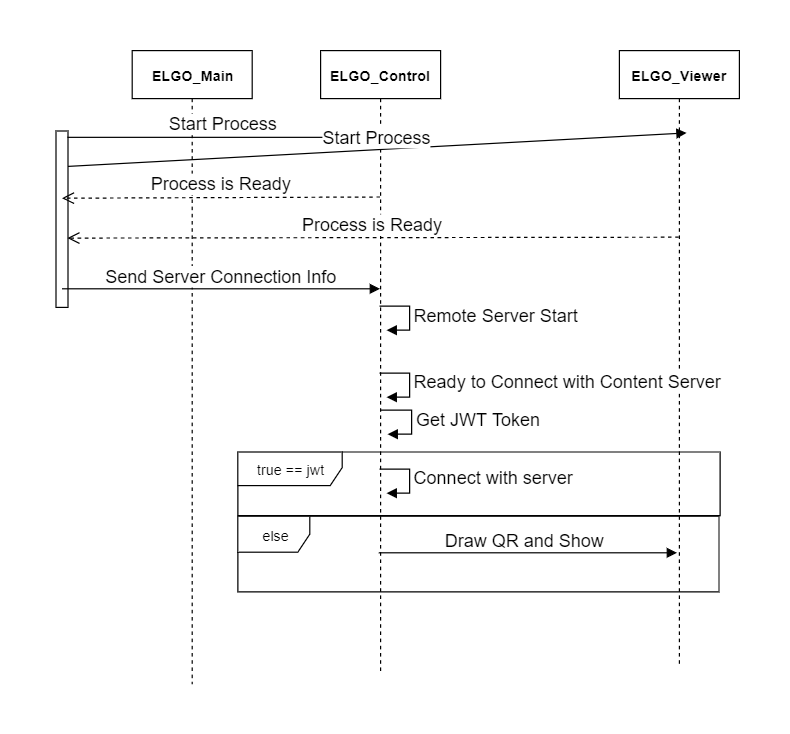 ELGO_Main
ELGO_Control
ELGO_Viewer
Start Process
Start Process
Process is Ready
Process is Ready
Send Server Connection Info
Remote Server Start
Ready to Connect with Content Server
Get JWT Token
true == jwt
Connect with server
else
Draw QR and Show